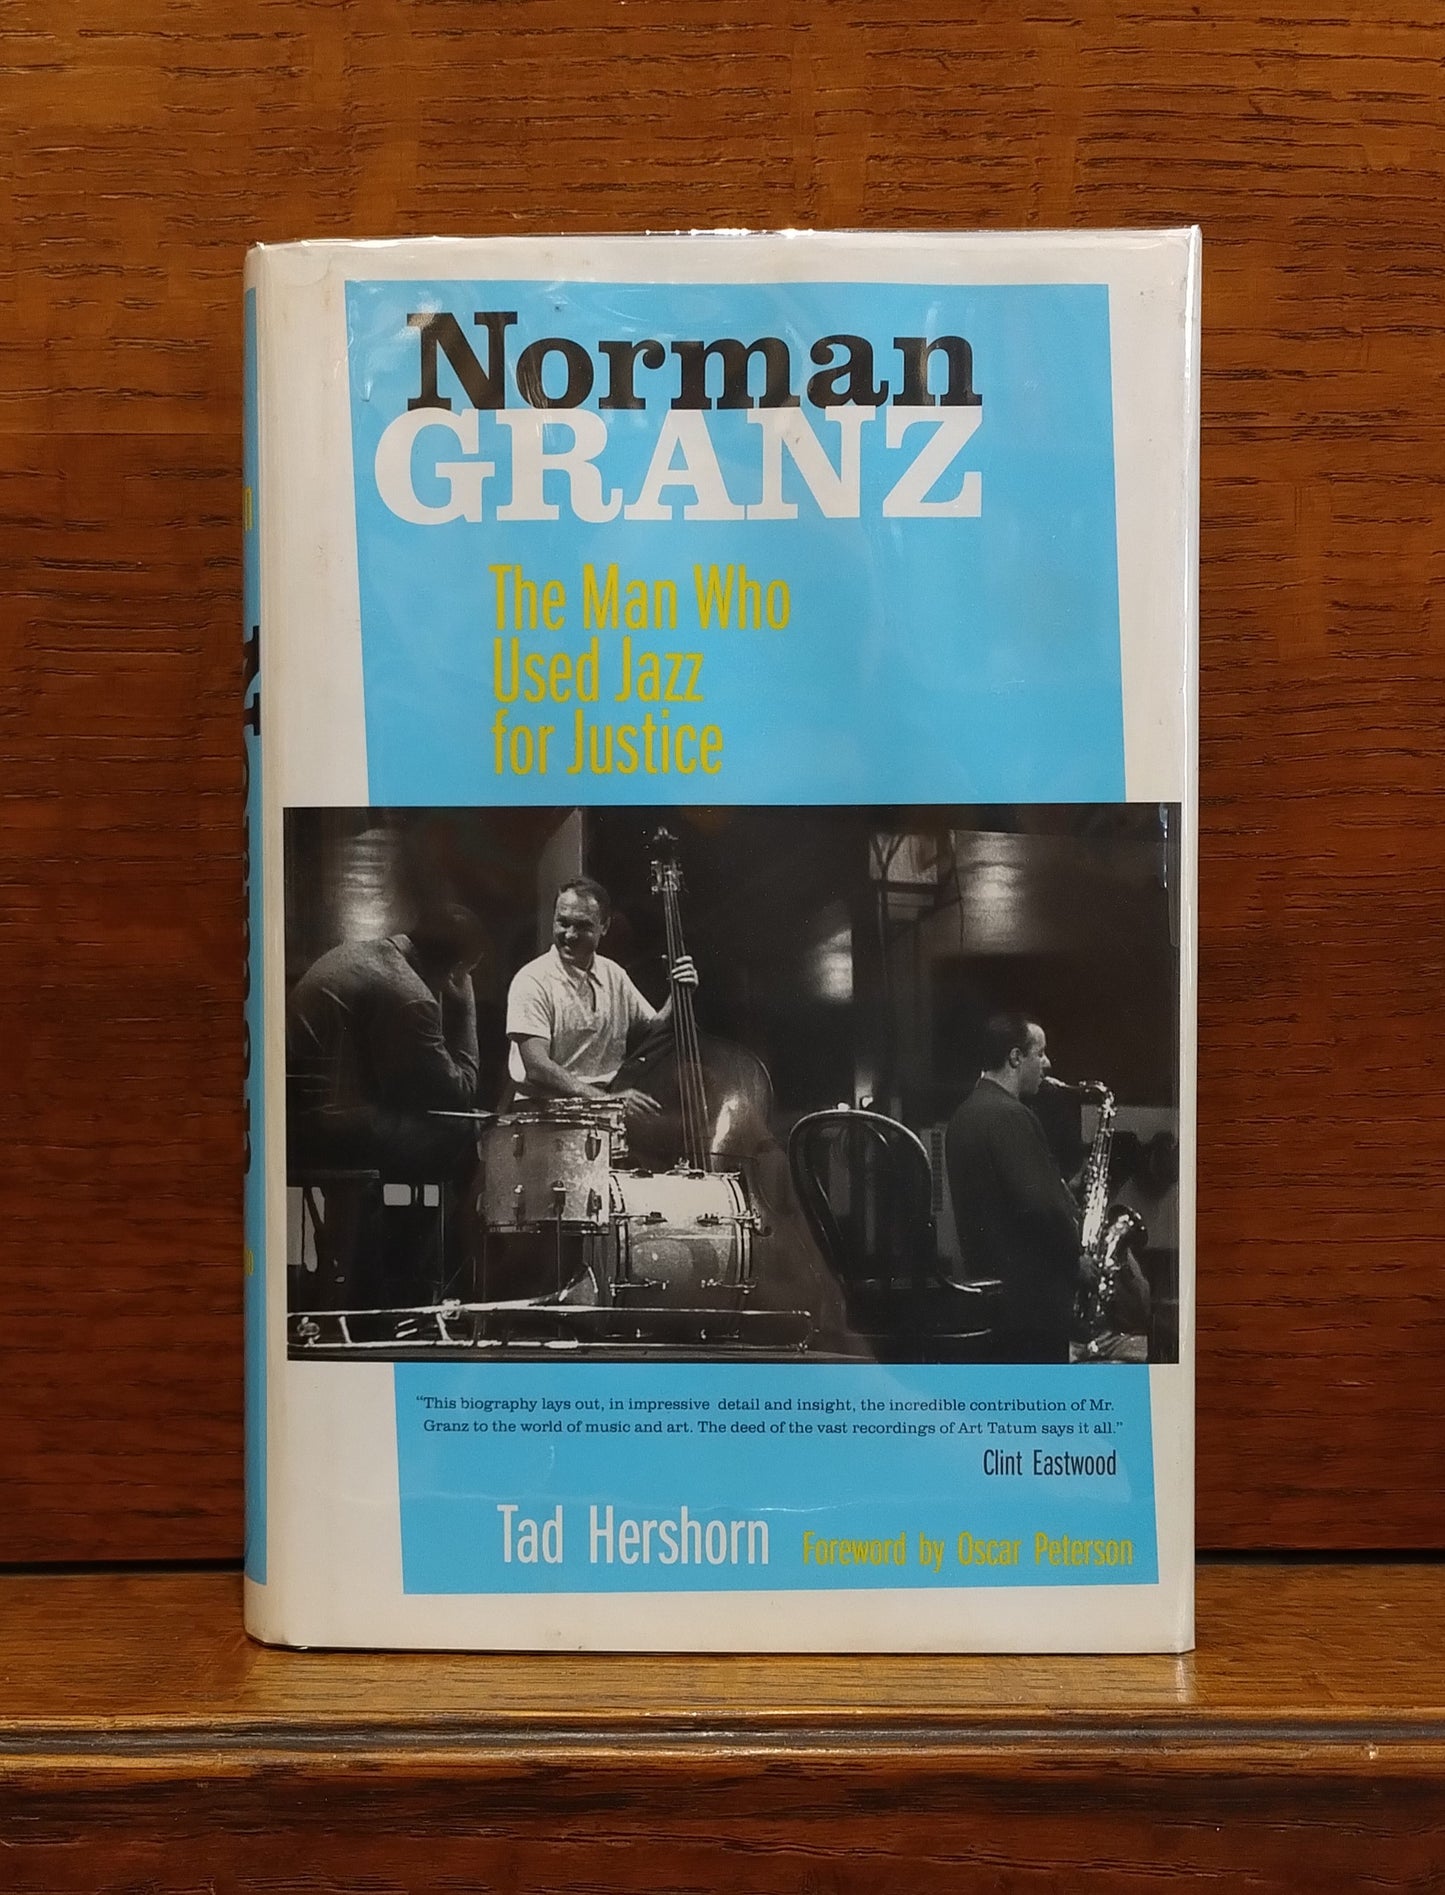 Norman
GRANZ
The Man Who
Used Jazz
for Justice
“This biography lays out, in impressive detail and insight, the incredible contribution of Mr.
Granz to the world of music and art. The deed of the vast recordings of Art Tatum says it all.”
Clint Eastwood
Tad Hershorn Foreword by Oscar Peterson